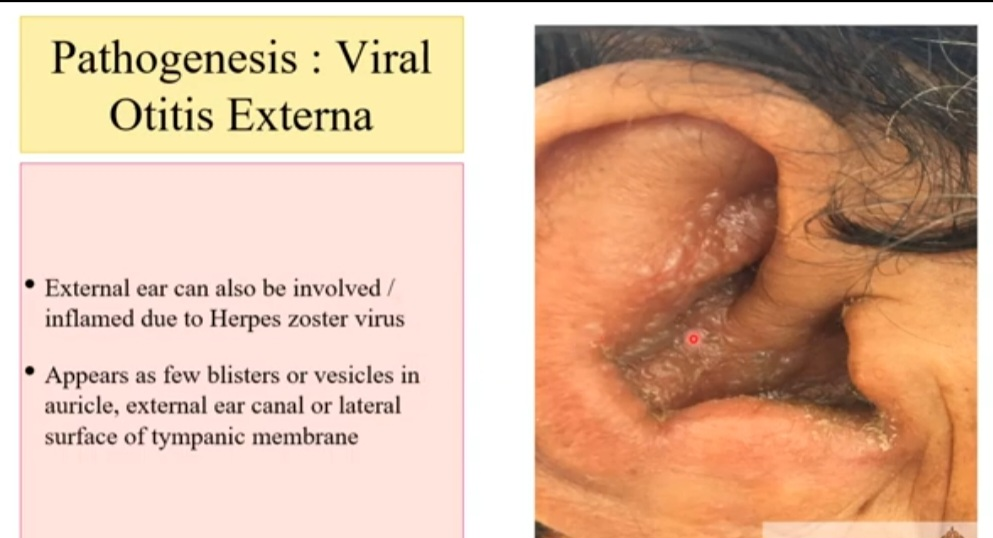 Pathogenesis : Viral
Otitis Externa
• External ear can also be involved /
inflamed due to Herpes zoster virus
• Appears as few blisters or vesicles in
auricle, external ear canal or lateral
surface of tympanic membrane